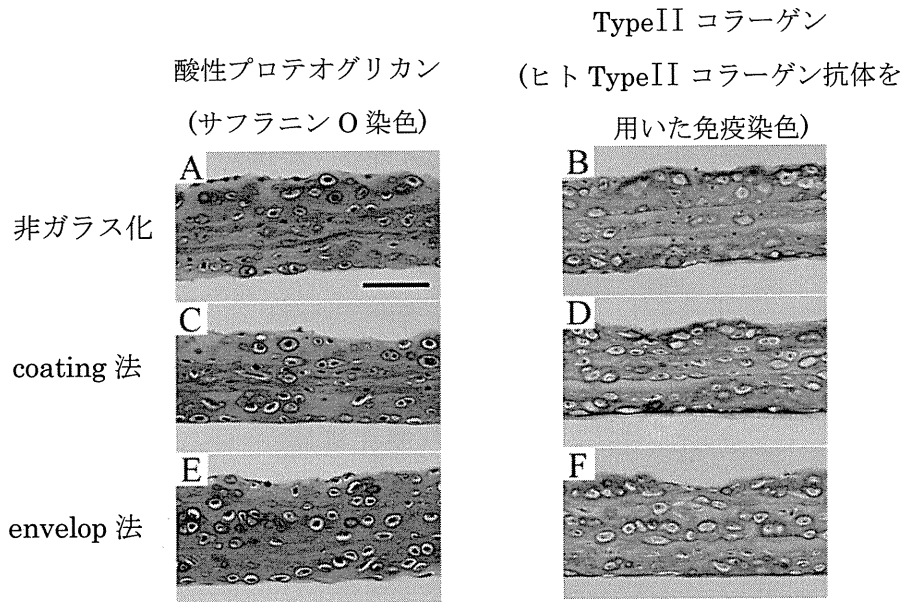 酸性プロテオグリカン
(サフラニン O 染色)
TypeII コラーゲン
(ヒト TypeII コラーゲン抗体を
用いた免疫染色)
非ガラス化
A
B
coating 法
C
D
envelop 法
E
F